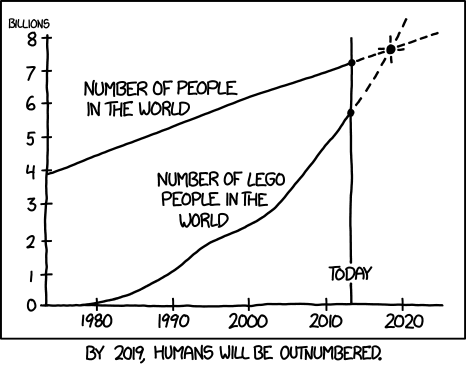 BILLIONS
8
7
6
5
4
3
2
1
0
NUMBER OF PEOPLE
IN THE WORLD
NUMBER OF LEGO
PEOPLE IN THE
WORLD
TODAY
1980 1990 2000 2010 2020
BY 2019, HUMANS WILL BE OUTNUMBERED.